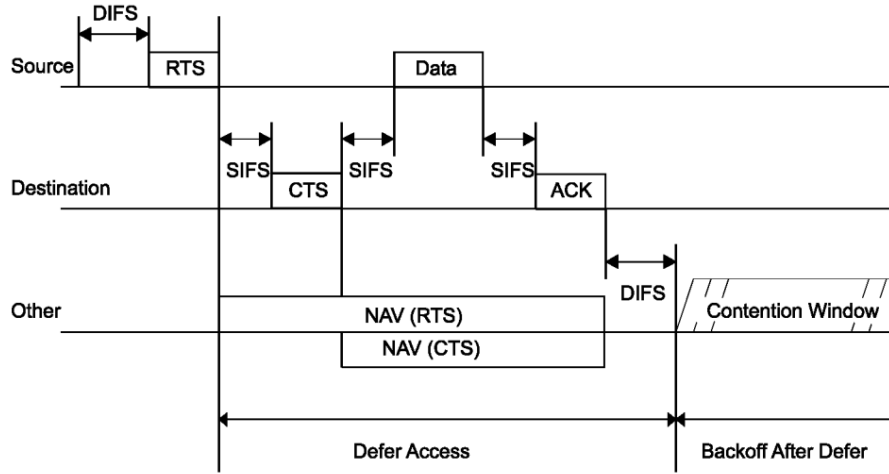 DIFS
Source
RTS
Data
SIFS
SIFS
SIFS
Destination
CTS
ACK
DIFS
Other
NAV (RTS)
Contention Window
NAV (CTS)
Defer Access
Backoff After Defer